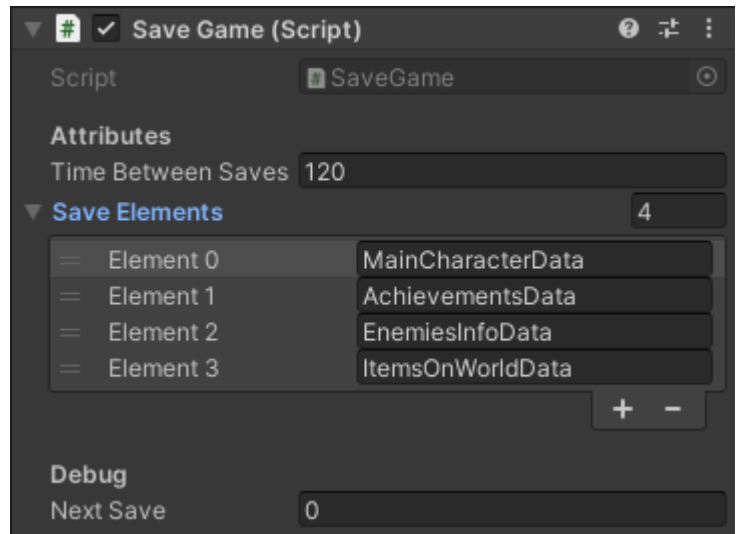 Save Game (Script)
Script SaveGame
Attributes
Time Between Saves 120
Save Elements 4
Element 0 MainCharacterData
Element 1 AchievementsData
Element 2 EnemiesInfoData
Element 3 ItemsOnWorldData
Debug
Next Save 0